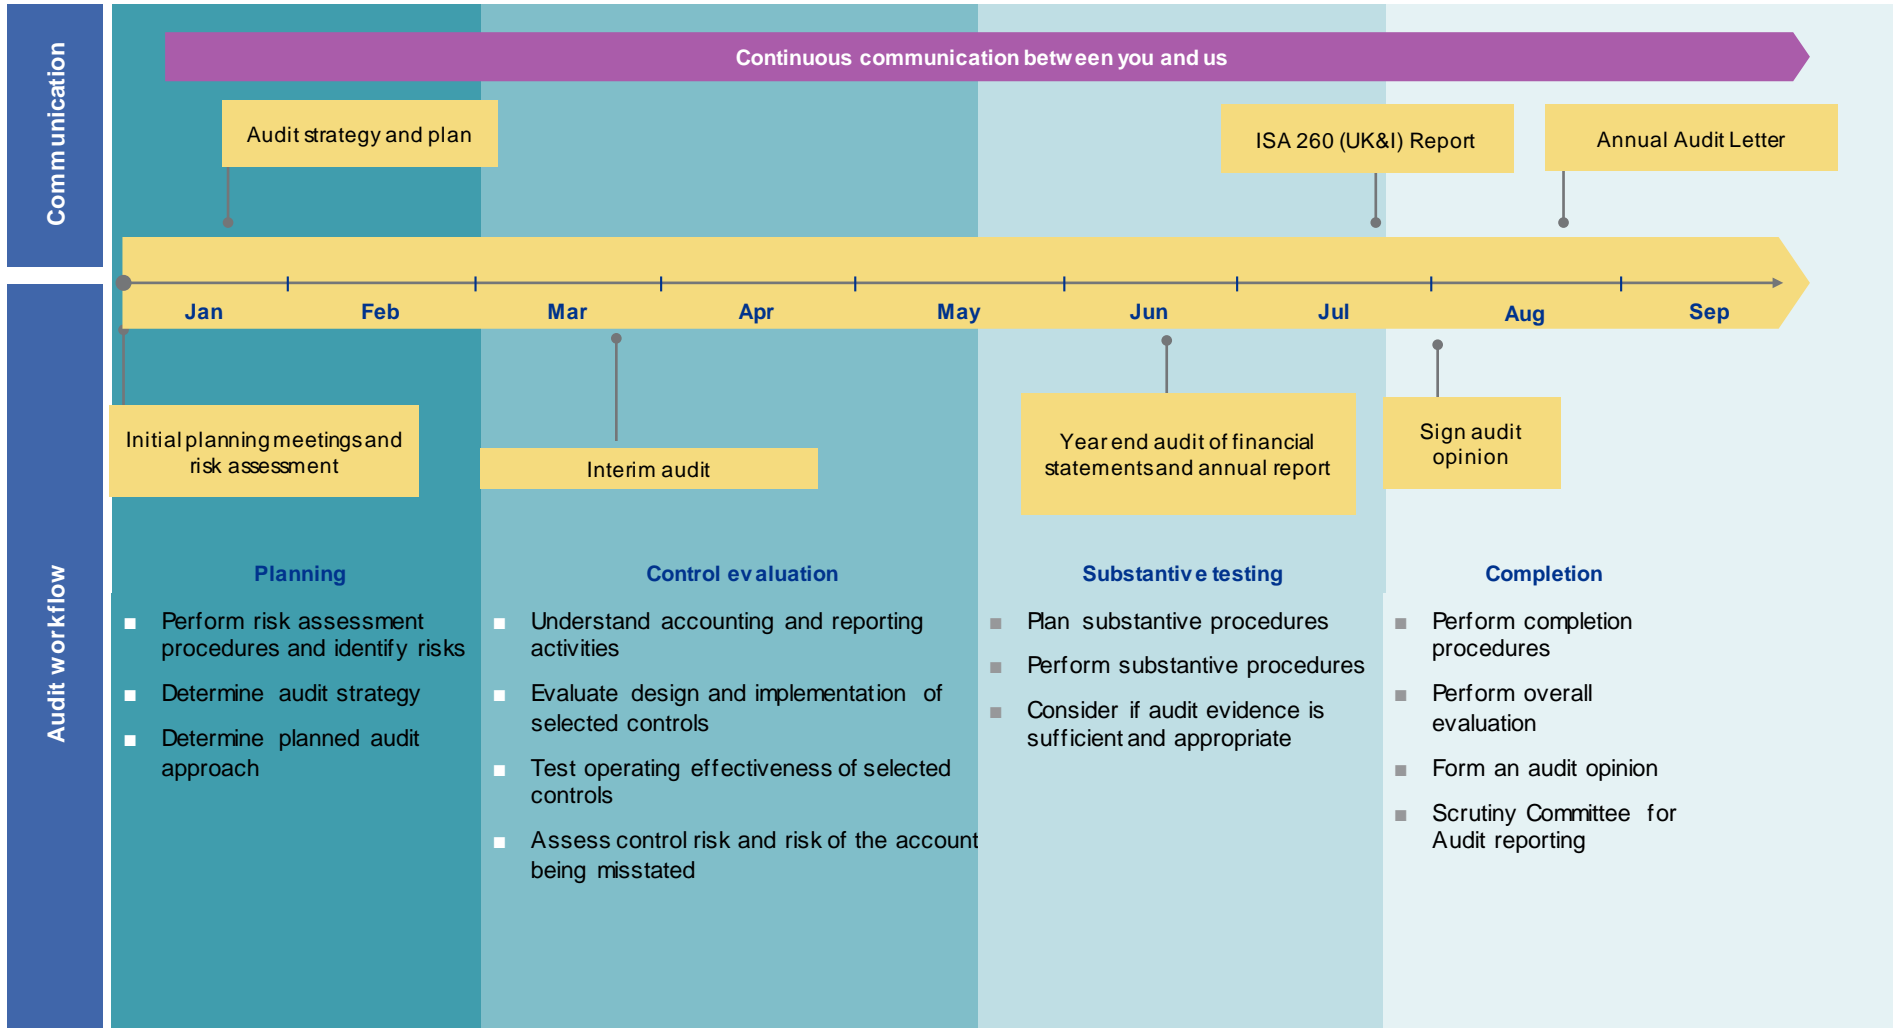 Communication
Continuous communication between you and us
Audit strategy and plan
ISA 260 (UK&I) Report
Annual Audit Letter
Jan
Feb
Mar
Apr
May
Jun
Jul
Aug
Sep
Audit workflow
Initial planning meetings and
risk assessment
Interim audit
Year end audit of financial
statements and annual report
Sign audit
opinion
Planning
■ Perform risk assessment
procedures and identify risks
■ Determine audit strategy
■ Determine planned audit
approach
Control evaluation
■ Understand accounting and reporting
activities
■ Evaluate design and implementation of
selected controls
■ Test operating effectiveness of selected
controls
■ Assess control risk and risk of the account
being misstated
Substantive testing
■ Plan substantive procedures
■ Perform substantive procedures
■ Consider if audit evidence is
sufficient and appropriate
Completion
■ Perform completion
procedures
■ Perform overall
evaluation
■ Form an audit opinion
■ Scrutiny Committee for
Audit reporting